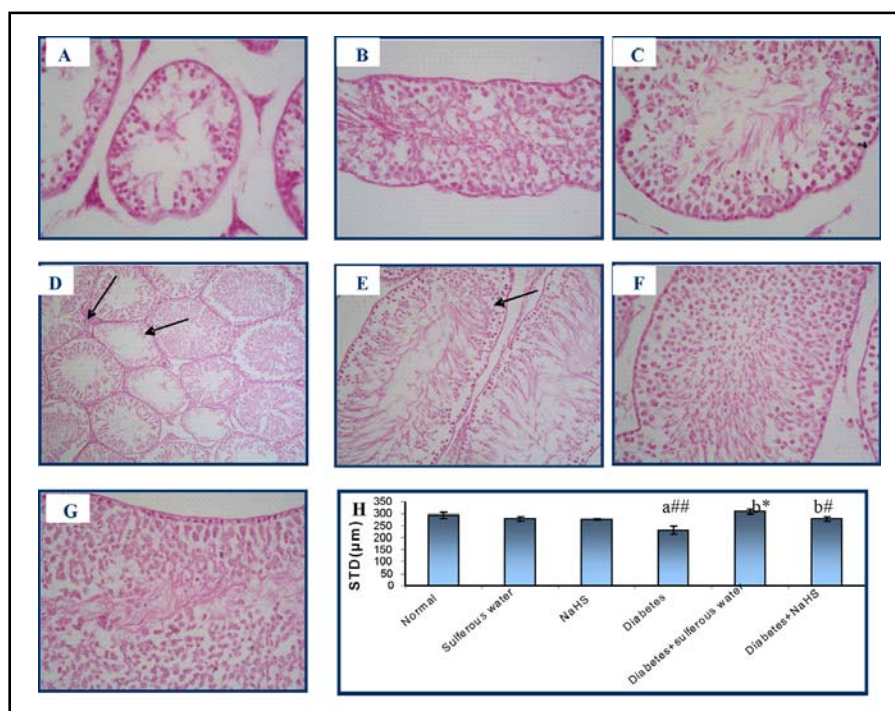 A
B
C
D
E
F
G
H
350
300
250
200
150
100
50
0
STD(µm)
a##
b*
b#
Normal
Sulferous water
NaHS
Diabetes
Diabetes+sulferous water
Diabetes+NaHS